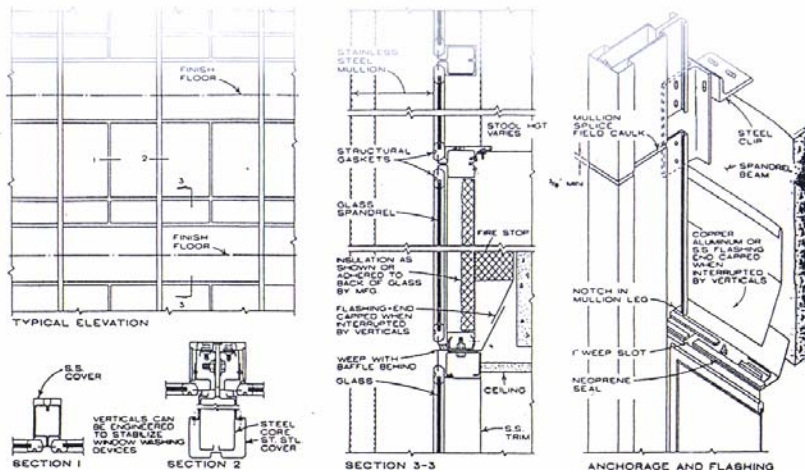 FINISH
FLOOR
1
2
3
FINISH
FLOOR
3
TYPICAL ELEVATION
S.S.
COVER
VERTICALS CAN
BE ENGINEERED
TO STABILIZE
WINDOW WASHING
DEVICES
STEEL
CORE
ST. STL.
COVER
SECTION 1
SECTION 2
STAINLESS
STEEL
MULLION
STOOL HGT
VARIES
STRUCTURAL
GASKETS
GLASS
SPANDREL
FIRE STOP
INSULATION AS
SHOWN OR
ADHERED TO
BACK OF GLASS
BY MFG
FLASHING-END
CAPPED WHEN
INTERRUPTED
BY VERTICALS
WEEP WITH
BAFFLE BEHIND
GLASS
CEILING
S.S.
TRIM
SECTION 3-3
MULLION
SPLICE
FIELD CAULK
STEEL
CLIP
SPANDREL
BEAM
MIN
COPPER
ALUMINUM OR
S.S. FLASHING
END CAPPED
WHEN
INTERRUPTED
BY VERTICALS
NOTCH IN
MULLION LEG
1" WEEP SLOT
NEOPRENE
SEAL
ANCHORAGE AND FLASHING